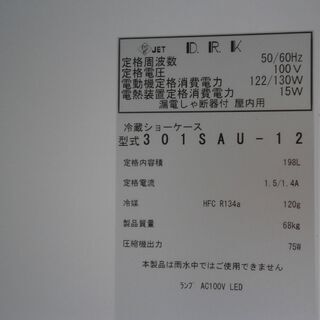 JET D.R.K
定格周波数 50/60Hz
定格電圧 100V
電動機定格消費電力 122/130W
電熱装置定格消費電力 15W
漏電しゃ断器付 屋内用
冷蔵ショーケース
型式 301SAU-12
定格内容積 198L
定格電流 1.5/1.4A
冷媒 HFC R134a 120g
製品質量 68kg
圧縮機出力 75W
本製品は雨水中ではご使用できません
ランプ AC100V LED